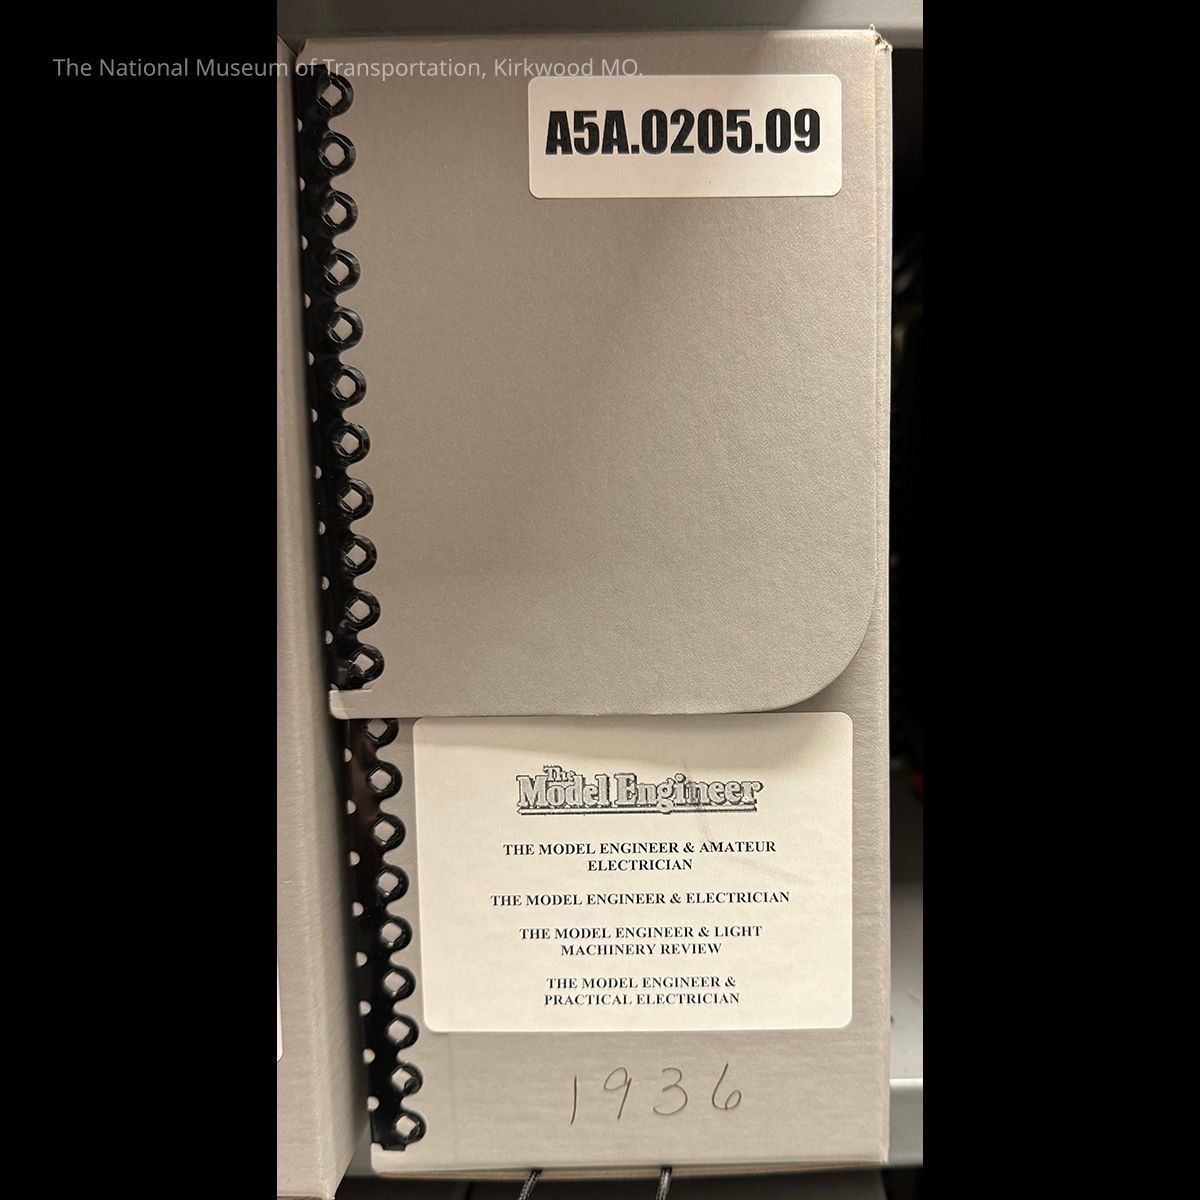 The National Museum of Transportation, Kirkwood MO.
A5A.0205.09
The
Model Engineer
THE MODEL ENGINEER & AMATEUR
ELECTRICIAN
THE MODEL ENGINEER & ELECTRICIAN
THE MODEL ENGINEER & LIGHT
MACHINERY REVIEW
THE MODEL ENGINEER &
PRACTICAL ELECTRICIAN
1936